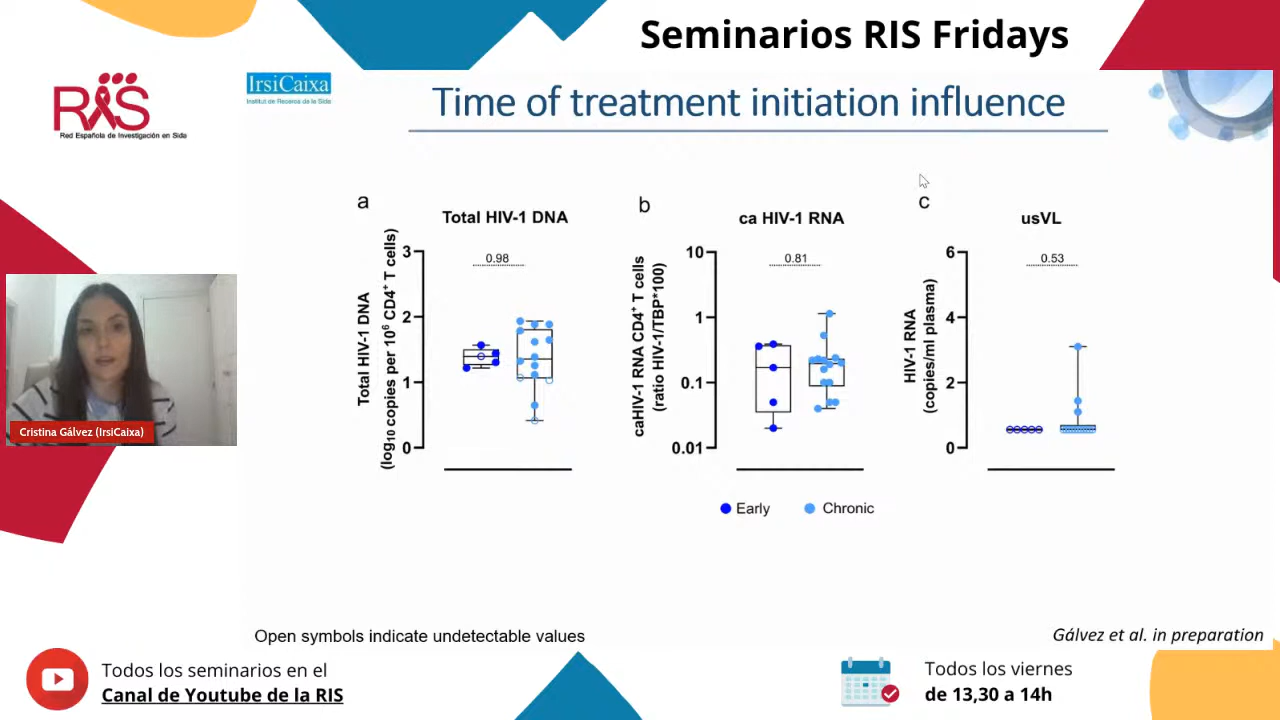 Seminarios RIS Fridays
RIS
Red Española de Investigación en Sida
IrsiCaixa
Institut de Recerca de la Sida
Time of treatment initiation influence
a
Total HIV-1 DNA
Total HIV-1 DNA
(log10 copies per 10⁶ CD4⁺ T cells)
3
2
1
0
0.98
b
ca HIV-1 RNA
caHIV-1 RNA CD4⁺ T cells
(ratio HIV-1/TBP*100)
10
1
0.1
0.01
0.81
c
usVL
HIV-1 RNA
(copies/ml plasma)
6
4
2
0
0.53
Early Chronic
Cristina Gálvez (IrsiCaixa)
Open symbols indicate undetectable values
Gálvez et al. in preparation
Todos los seminarios en el
Canal de Youtube de la RIS
Todos los viernes
de 13,30 a 14h